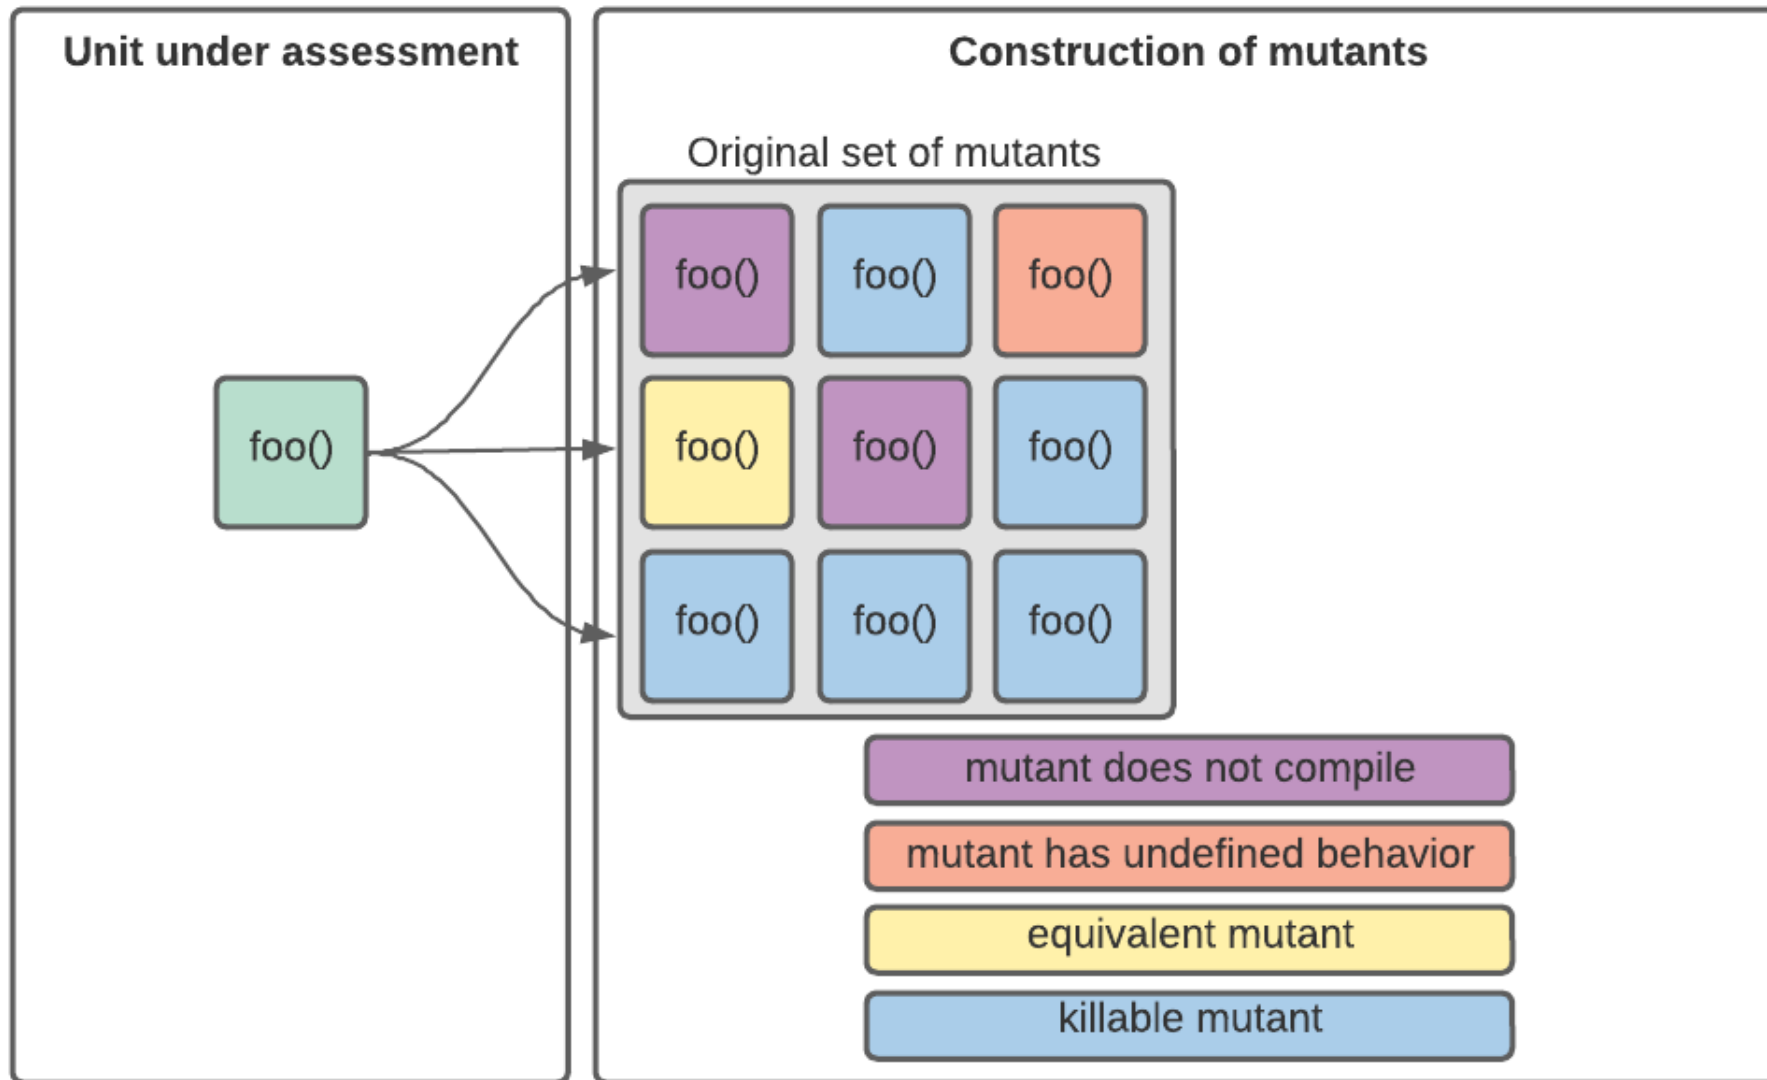 Unit under assessment
Construction of mutants
Original set of mutants
foo()
foo() foo() foo()
foo() foo() foo()
foo() foo() foo()
mutant does not compile
mutant has undefined behavior
equivalent mutant
killable mutant